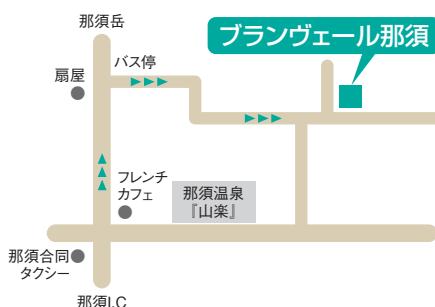 那須岳
ブランヴェール那須
バス停
扇屋
フレンチ
カフェ
那須温泉
『山楽』
那須合同
タクシー
那須I.C